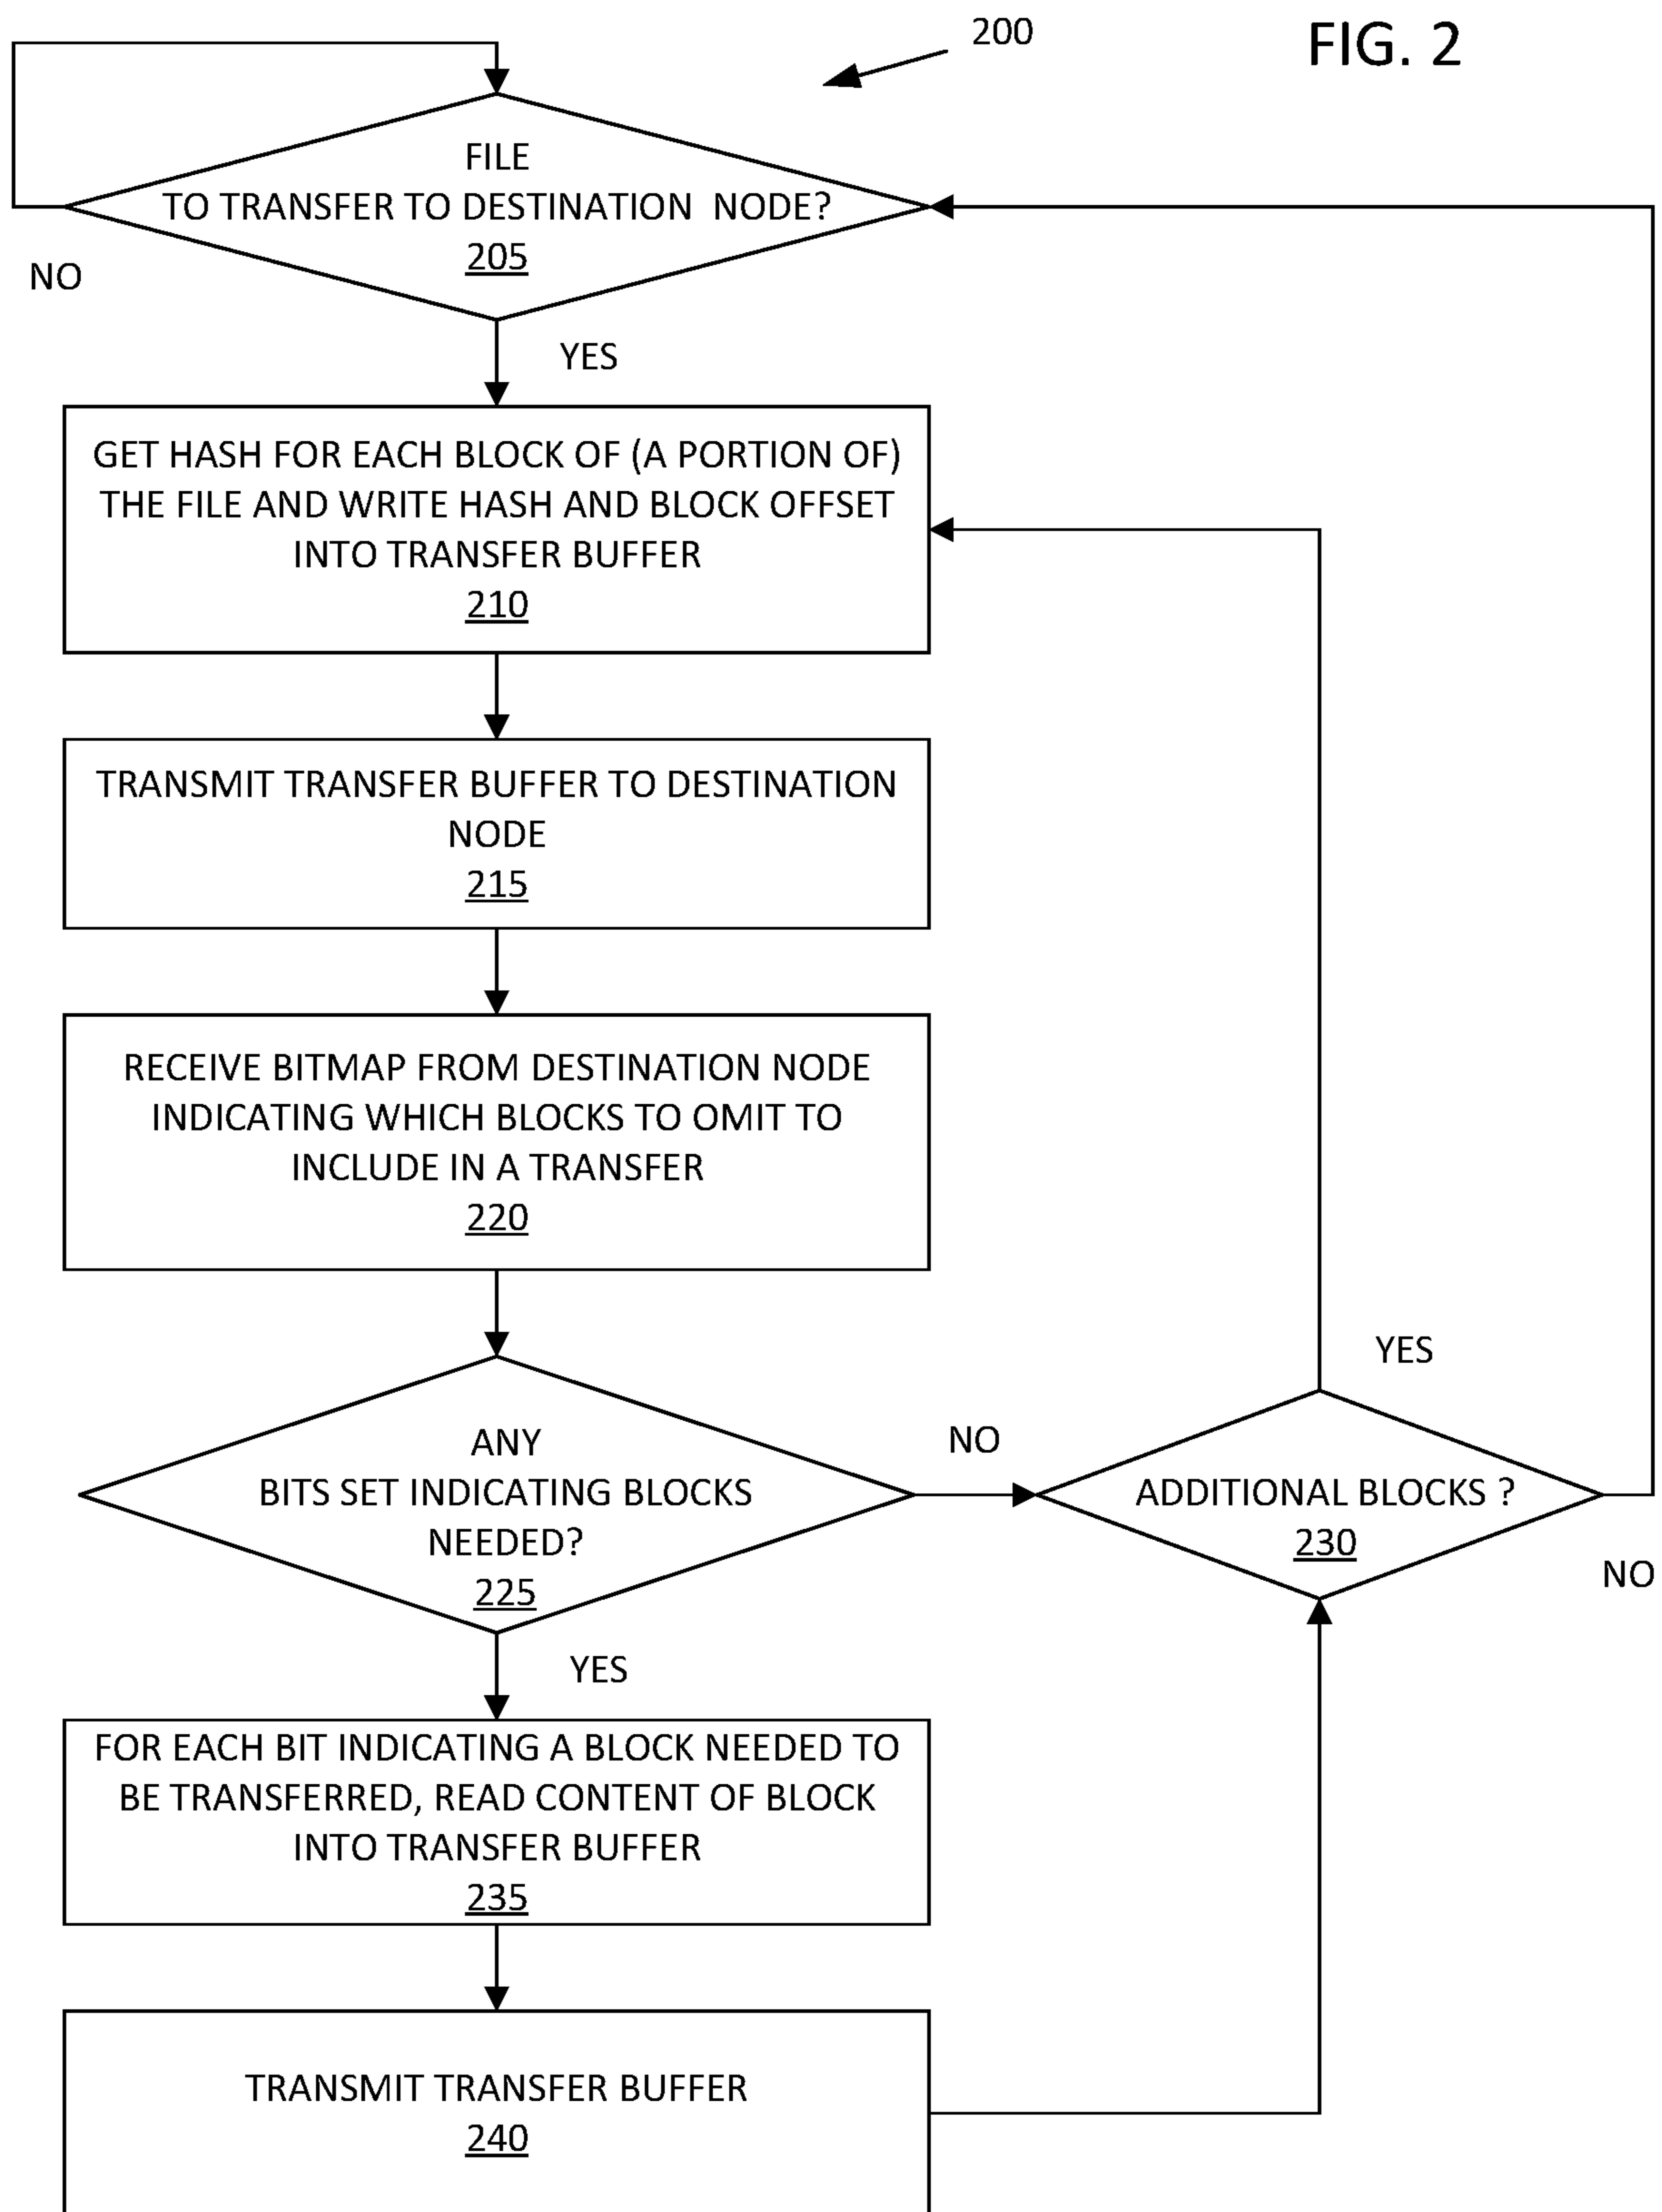 200
FIG. 2
FILE
TO TRANSFER TO DESTINATION NODE?
205
NO
YES
GET HASH FOR EACH BLOCK OF (A PORTION OF)
THE FILE AND WRITE HASH AND BLOCK OFFSET
INTO TRANSFER BUFFER
210
TRANSMIT TRANSFER BUFFER TO DESTINATION
NODE
215
RECEIVE BITMAP FROM DESTINATION NODE
INDICATING WHICH BLOCKS TO OMIT TO
INCLUDE IN A TRANSFER
220
ANY
BITS SET INDICATING BLOCKS
NEEDED?
225
NO
YES
ADDITIONAL BLOCKS ?
230
NO
YES
FOR EACH BIT INDICATING A BLOCK NEEDED TO
BE TRANSFERRED, READ CONTENT OF BLOCK
INTO TRANSFER BUFFER
235
TRANSMIT TRANSFER BUFFER
240